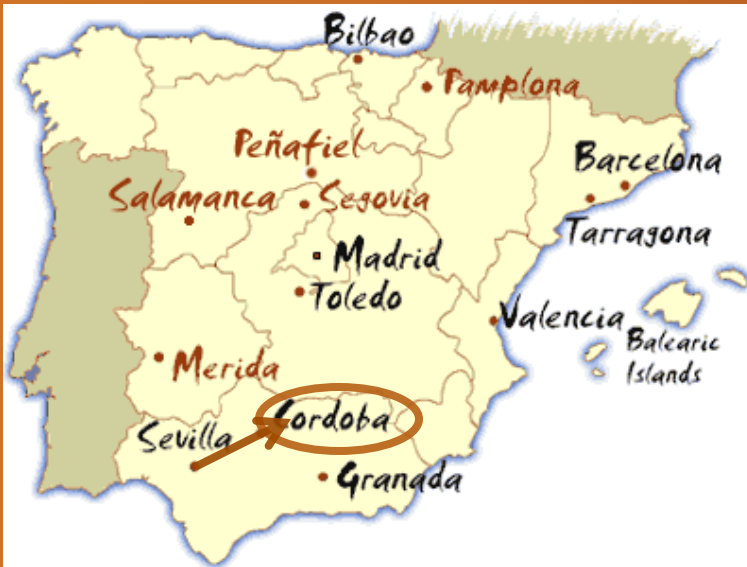 Bilbao
Pamplona
Peñafiel
Barcelona
Salamanca
Segovia
Tarragona
Madrid
Toledo
Valencia
Balearic
Islands
Merida
Cordoba
Sevilla
Granada